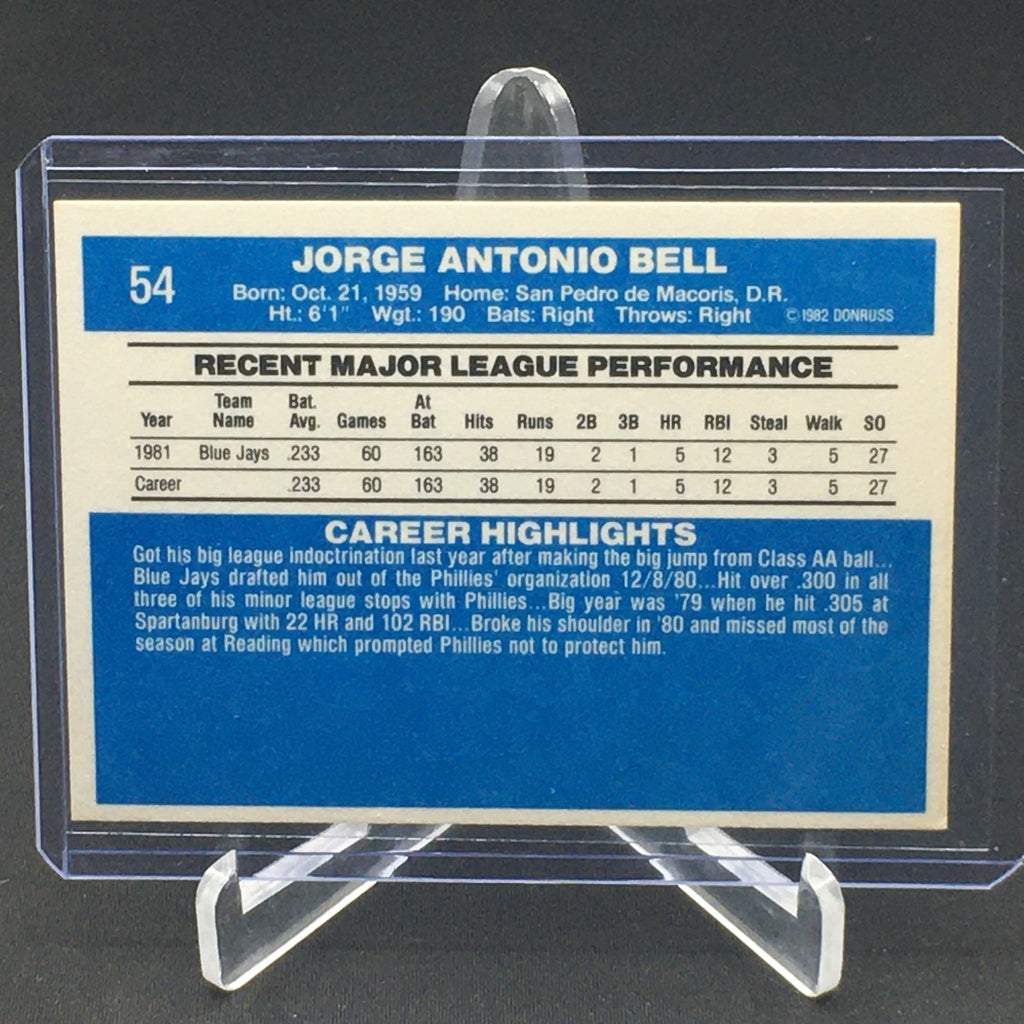 54
JORGE ANTONIO BELL
Born: Oct. 21, 1959 Home: San Pedro de Macoris, D.R.
Ht.: 6'1" Wgt.: 190 Bats: Right Throws: Right ©1982 DONRUSS
RECENT MAJOR LEAGUE PERFORMANCE
Year Team Name Bat. Avg. Games At Bat Hits Runs 2B 3B HR RBI Steal Walk SO
1981 Blue Jays .233 60 163 38 19 2 1 5 12 3 5 27
Career .233 60 163 38 19 2 1 5 12 3 5 27
CAREER HIGHLIGHTS
Got his big league indoctrination last year after making the big jump from Class AA ball...
Blue Jays drafted him out of the Phillies' organization 12/8/80...Hit over .300 in all
three of his minor league stops with Phillies...Big year was '79 when he hit .305 at
Spartanburg with 22 HR and 102 RBI...Broke his shoulder in '80 and missed most of the
season at Reading which prompted Phillies not to protect him.